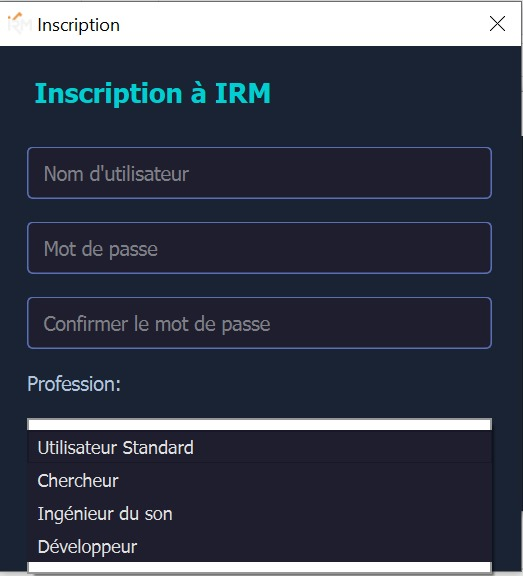 Inscription
Inscription à IRM
Nom d'utilisateur
Mot de passe
Confirmer le mot de passe
Profession:
Utilisateur Standard
Chercheur
Ingénieur du son
Développeur